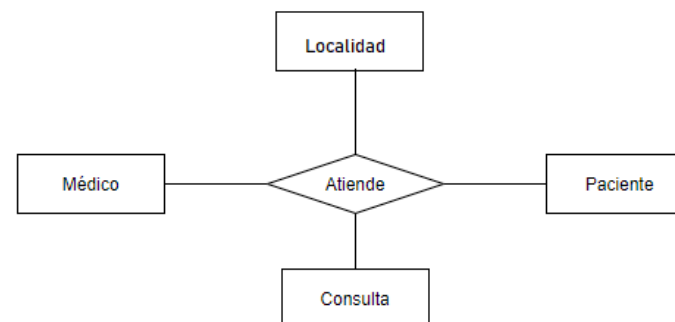 Localidad
Médico
Atiende
Paciente
Consulta